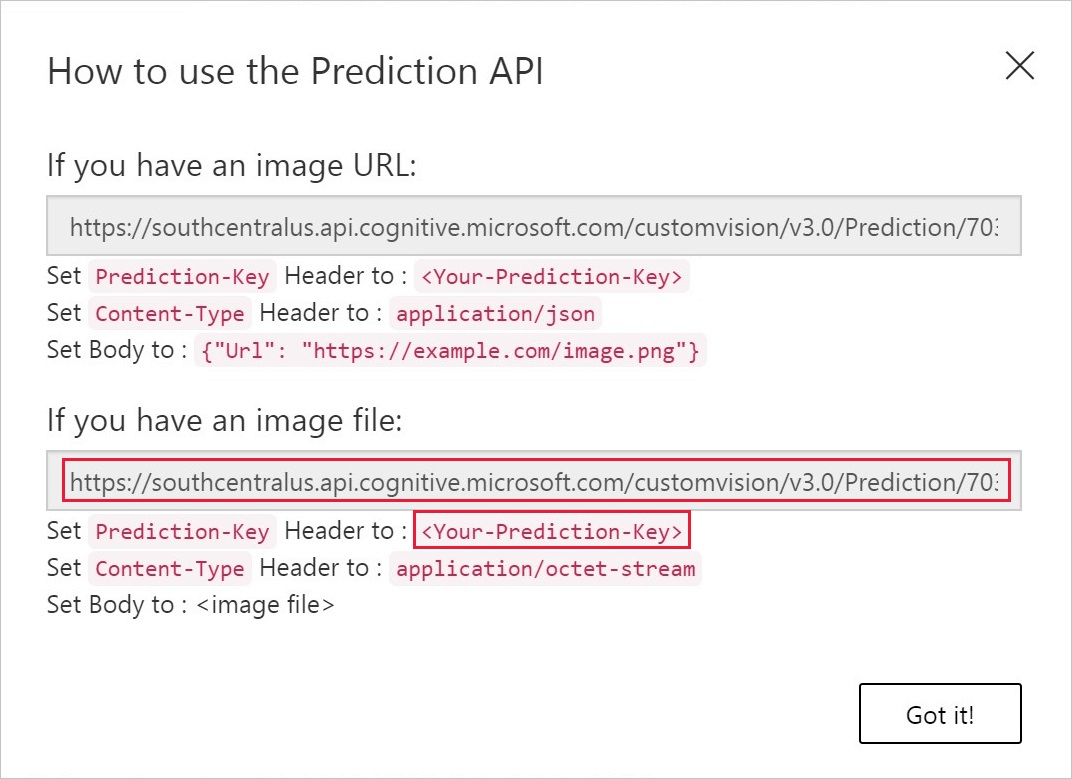 How to use the Prediction API
If you have an image URL:
https://southcentralus.api.cognitive.microsoft.com/customvision/v3.0/Prediction/703
Set Prediction-Key Header to : <Your-Prediction-Key>
Set Content-Type Header to : application/json
Set Body to : {"Url": "https://example.com/image.png"}
If you have an image file:
https://southcentralus.api.cognitive.microsoft.com/customvision/v3.0/Prediction/703
Set Prediction-Key Header to : <Your-Prediction-Key>
Set Content-Type Header to : application/octet-stream
Set Body to : <image file>
Got it!